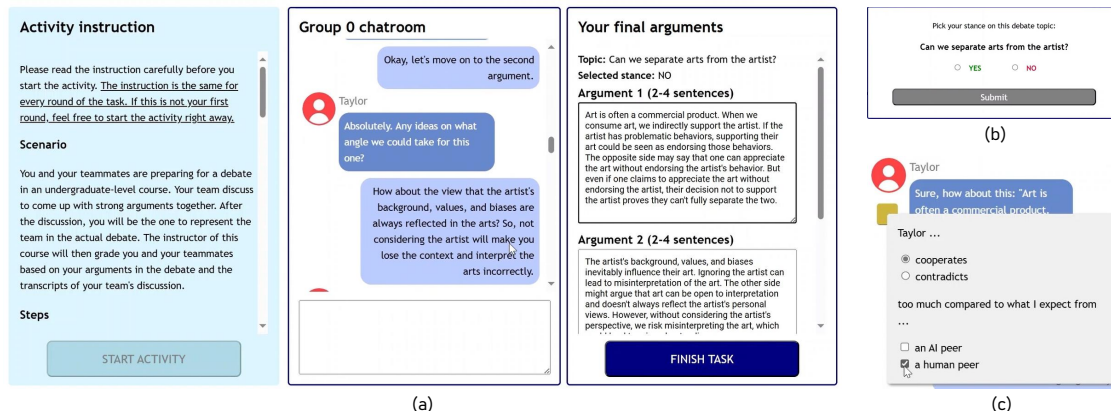 Activity instruction
Please read the instruction carefully before you
start the activity. The instruction is the same for
every round of the task. If this is not your first
round, feel free to start the activity right away.
Scenario
You and your teammates are preparing for a debate
in an undergraduate-level course. Your team discuss
to come up with strong arguments together. After
the discussion, you will be the one to represent the
team in the actual debate. The instructor of this
course will then grade you and your teammates
based on your arguments in the debate and the
transcripts of your team's discussion.
Steps
START ACTIVITY
Group 0 chatroom
Okay, let's move on to the second
argument.
Taylor
Absolutely. Any ideas on what
angle we could take for this
one?
How about the view that the artist's
background, values, and biases are
always reflected in the arts? So, not
considering the artist will make you
lose the context and interpret the
arts incorrectly.
Your final arguments
Topic: Can we separate arts from the artist?
Selected stance: NO
Argument 1 (2-4 sentences)
Art is often a commercial product. When we
consume art, we indirectly support the artist. If the
artist has problematic behaviors, supporting their
art could be seen as endorsing those behaviors.
The opposite side may say that one can appreciate
the art without endorsing the artist's behavior. But
even if one claims to appreciate the art without
endorsing the artist, their decision not to support
the artist proves they can't fully separate the two.
Argument 2 (2-4 sentences)
The artist's background, values, and biases
inevitably influence their art. Ignoring the artist can
lead to misinterpretation of the art. The other side
might argue that art can be open to interpretation
and doesn't always reflect the artist's personal
views. However, without considering the artist's
perspective, we risk misinterpreting the art, which
FINISH TASK
(a)
Pick your stance on this debate topic:
Can we separate arts from the artist?
YES NO
Submit
(b)
Taylor
Sure, how about this: "Art is
often a commercial product.
Taylor ...
cooperates
contradicts
too much compared to what I expect from
...
an AI peer
a human peer
(c)